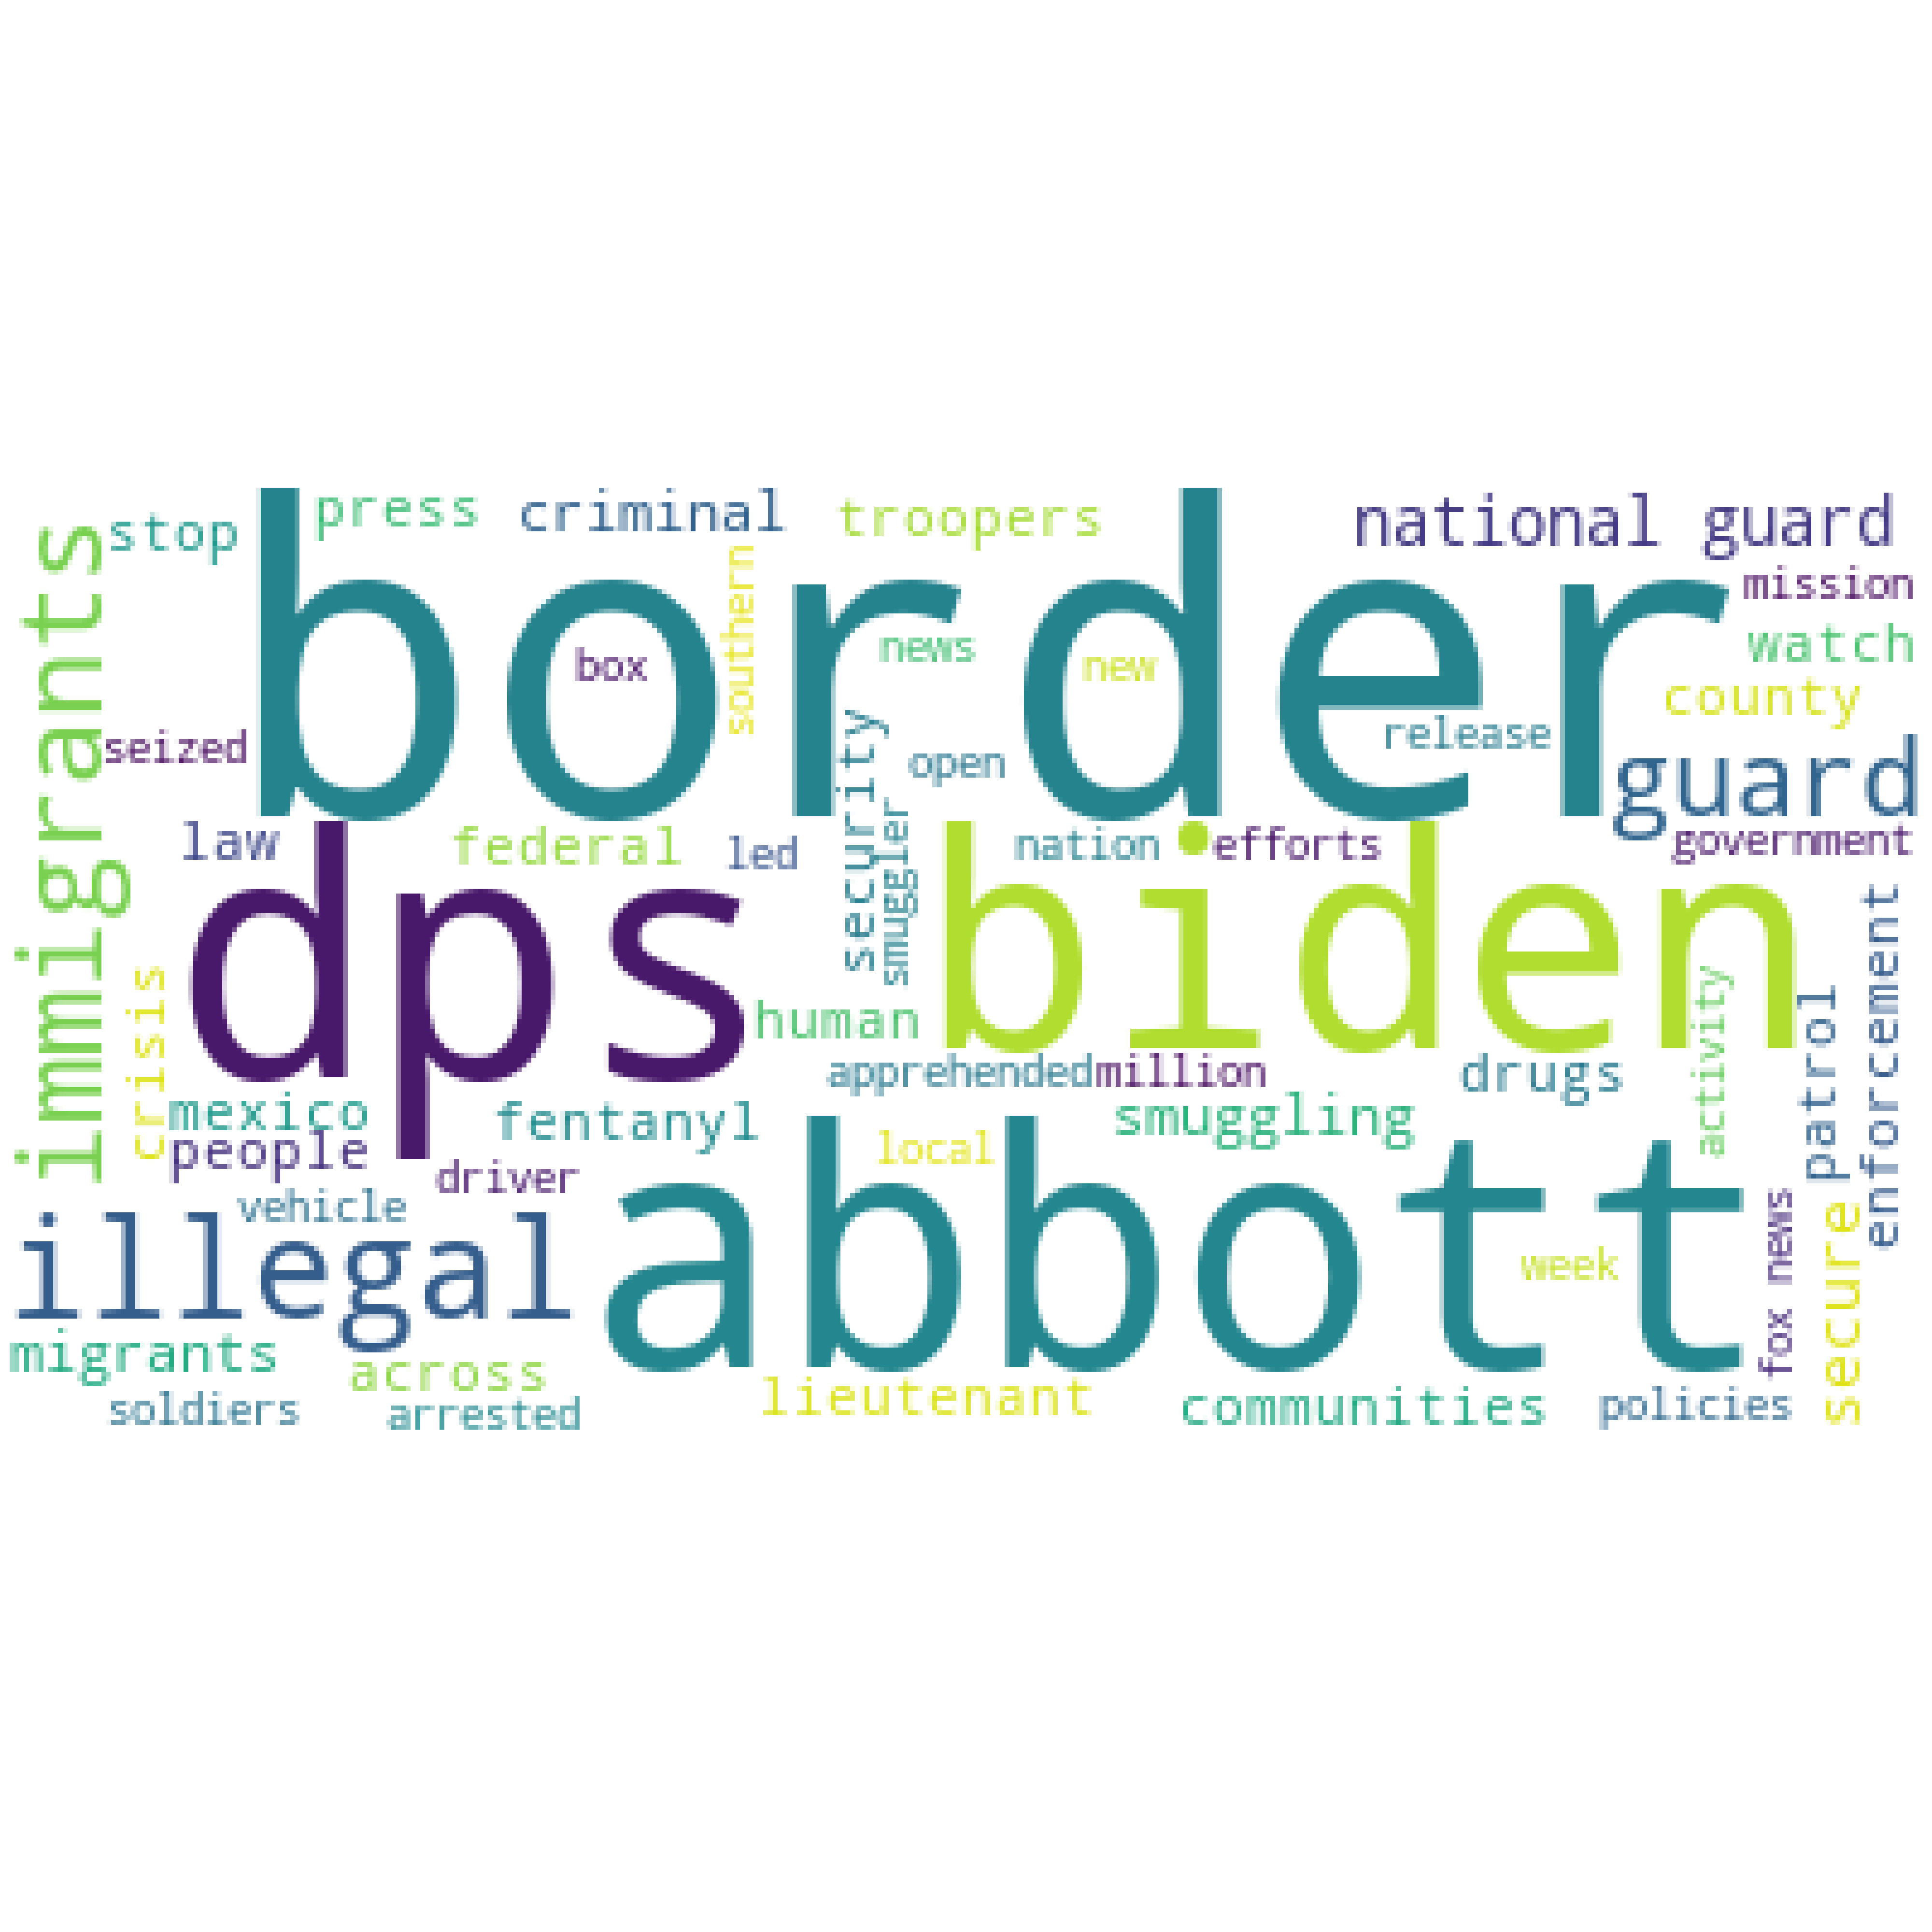 border
press
criminal
troopers
national guard
stop
mission
immigrants
southern
box
news
new
watch
county
seized
security
open
release
guard
law
federal
led
smuggler
nation
efforts
government
dps
biden
human
crisis
apprehended
million
drugs
activity
patrol
enforcement
mexico
fentanyl
smuggling
people
driver
local
abbott
vehicle
illegal
week
fox news
secure
migrants
across
lieutenant
communities
policies
soldiers
arrested